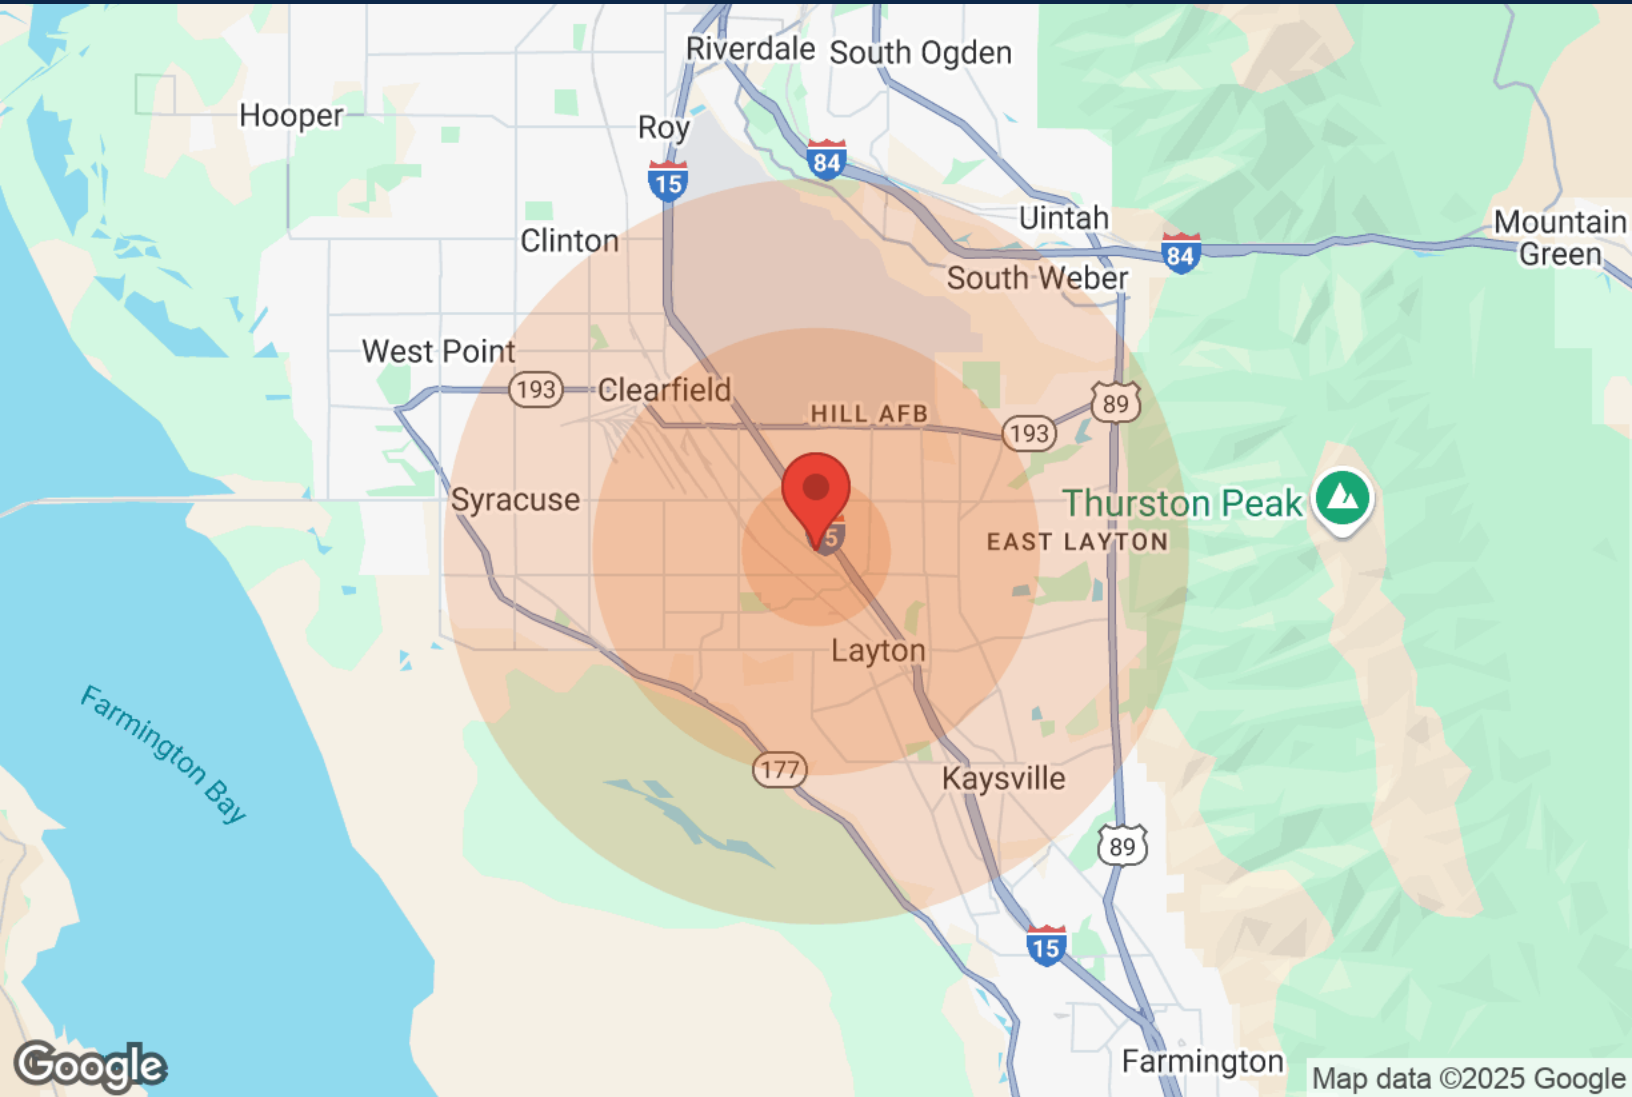 Riverdale
South Ogden
Hooper
Roy
84
15
Uintah
Mountain
Green
Clinton
84
South Weber
West Point
193
Clearfield
89
HILL AFB
193
Syracuse
Thurston Peak
5
EAST LAYTON
Layton
Farmington Bay
177
Kaysville
89
15
Farmington
Google
Map data ©2025 Google